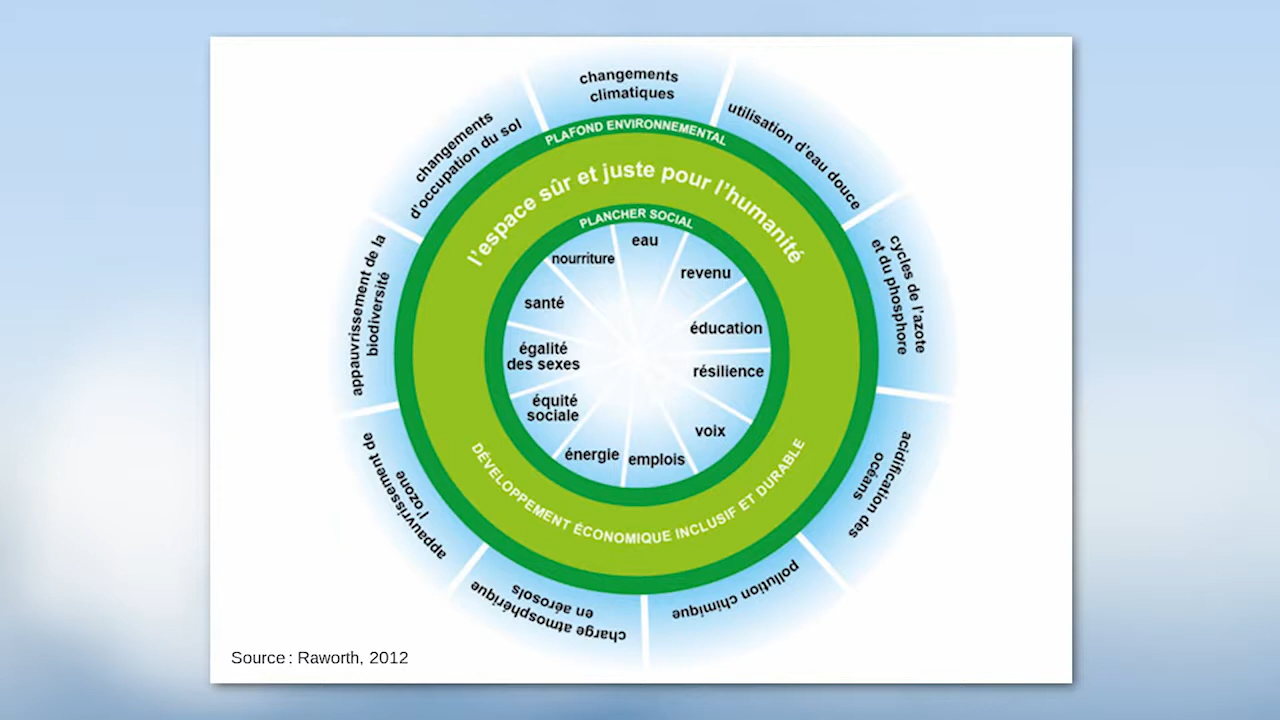 changements
climatiques
utilisation d'eau douce
cycles de l'azote
et du phosphore
acidification des
océans
pollution chimique
charge atmosphérique
en aérosols
appauvrissement de
l'ozone
appauvrissement de la
biodiversité
changements
d'occupation du sol
PLAFOND ENVIRONNEMENTAL
l'espace sûr et juste pour l'humanité
PLANCHER SOCIAL
eau
revenu
éducation
résilience
voix
emplois
énergie
équité
sociale
égalité
des sexes
santé
nourriture
DÉVELOPPEMENT ÉCONOMIQUE INCLUSIF ET DURABLE
Source : Raworth, 2012